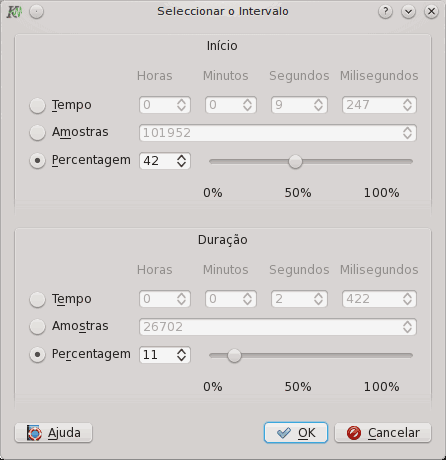 Seleccionar o Intervalo
Início
Horas Minutos Segundos Milisegundos
Tempo 0 0 9 247
Amostras 101952
Percentagem 42
0% 50% 100%
Duração
Horas Minutos Segundos Milisegundos
Tempo 0 0 2 422
Amostras 26702
Percentagem 11
0% 50% 100%
Ajuda OK Cancelar